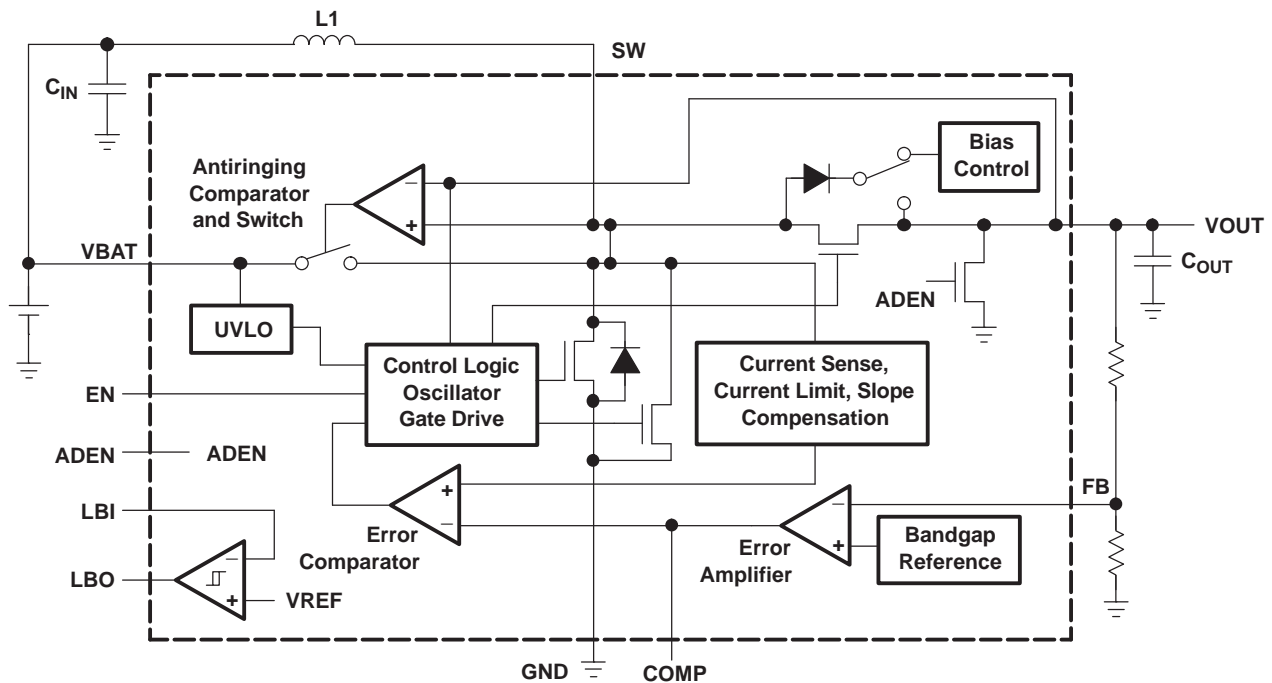 L1
SW
C_IN
Antiringing
Comparator
and Switch
Bias
Control
VBAT
VOUT
C_OUT
ADEN
UVLO
Control Logic
Oscillator
Gate Drive
Current Sense,
Current Limit, Slope
Compensation
EN
ADEN
ADEN
LBI
FB
Error
Comparator
Error
Amplifier
Bandgap
Reference
LBO
VREF
GND
COMP